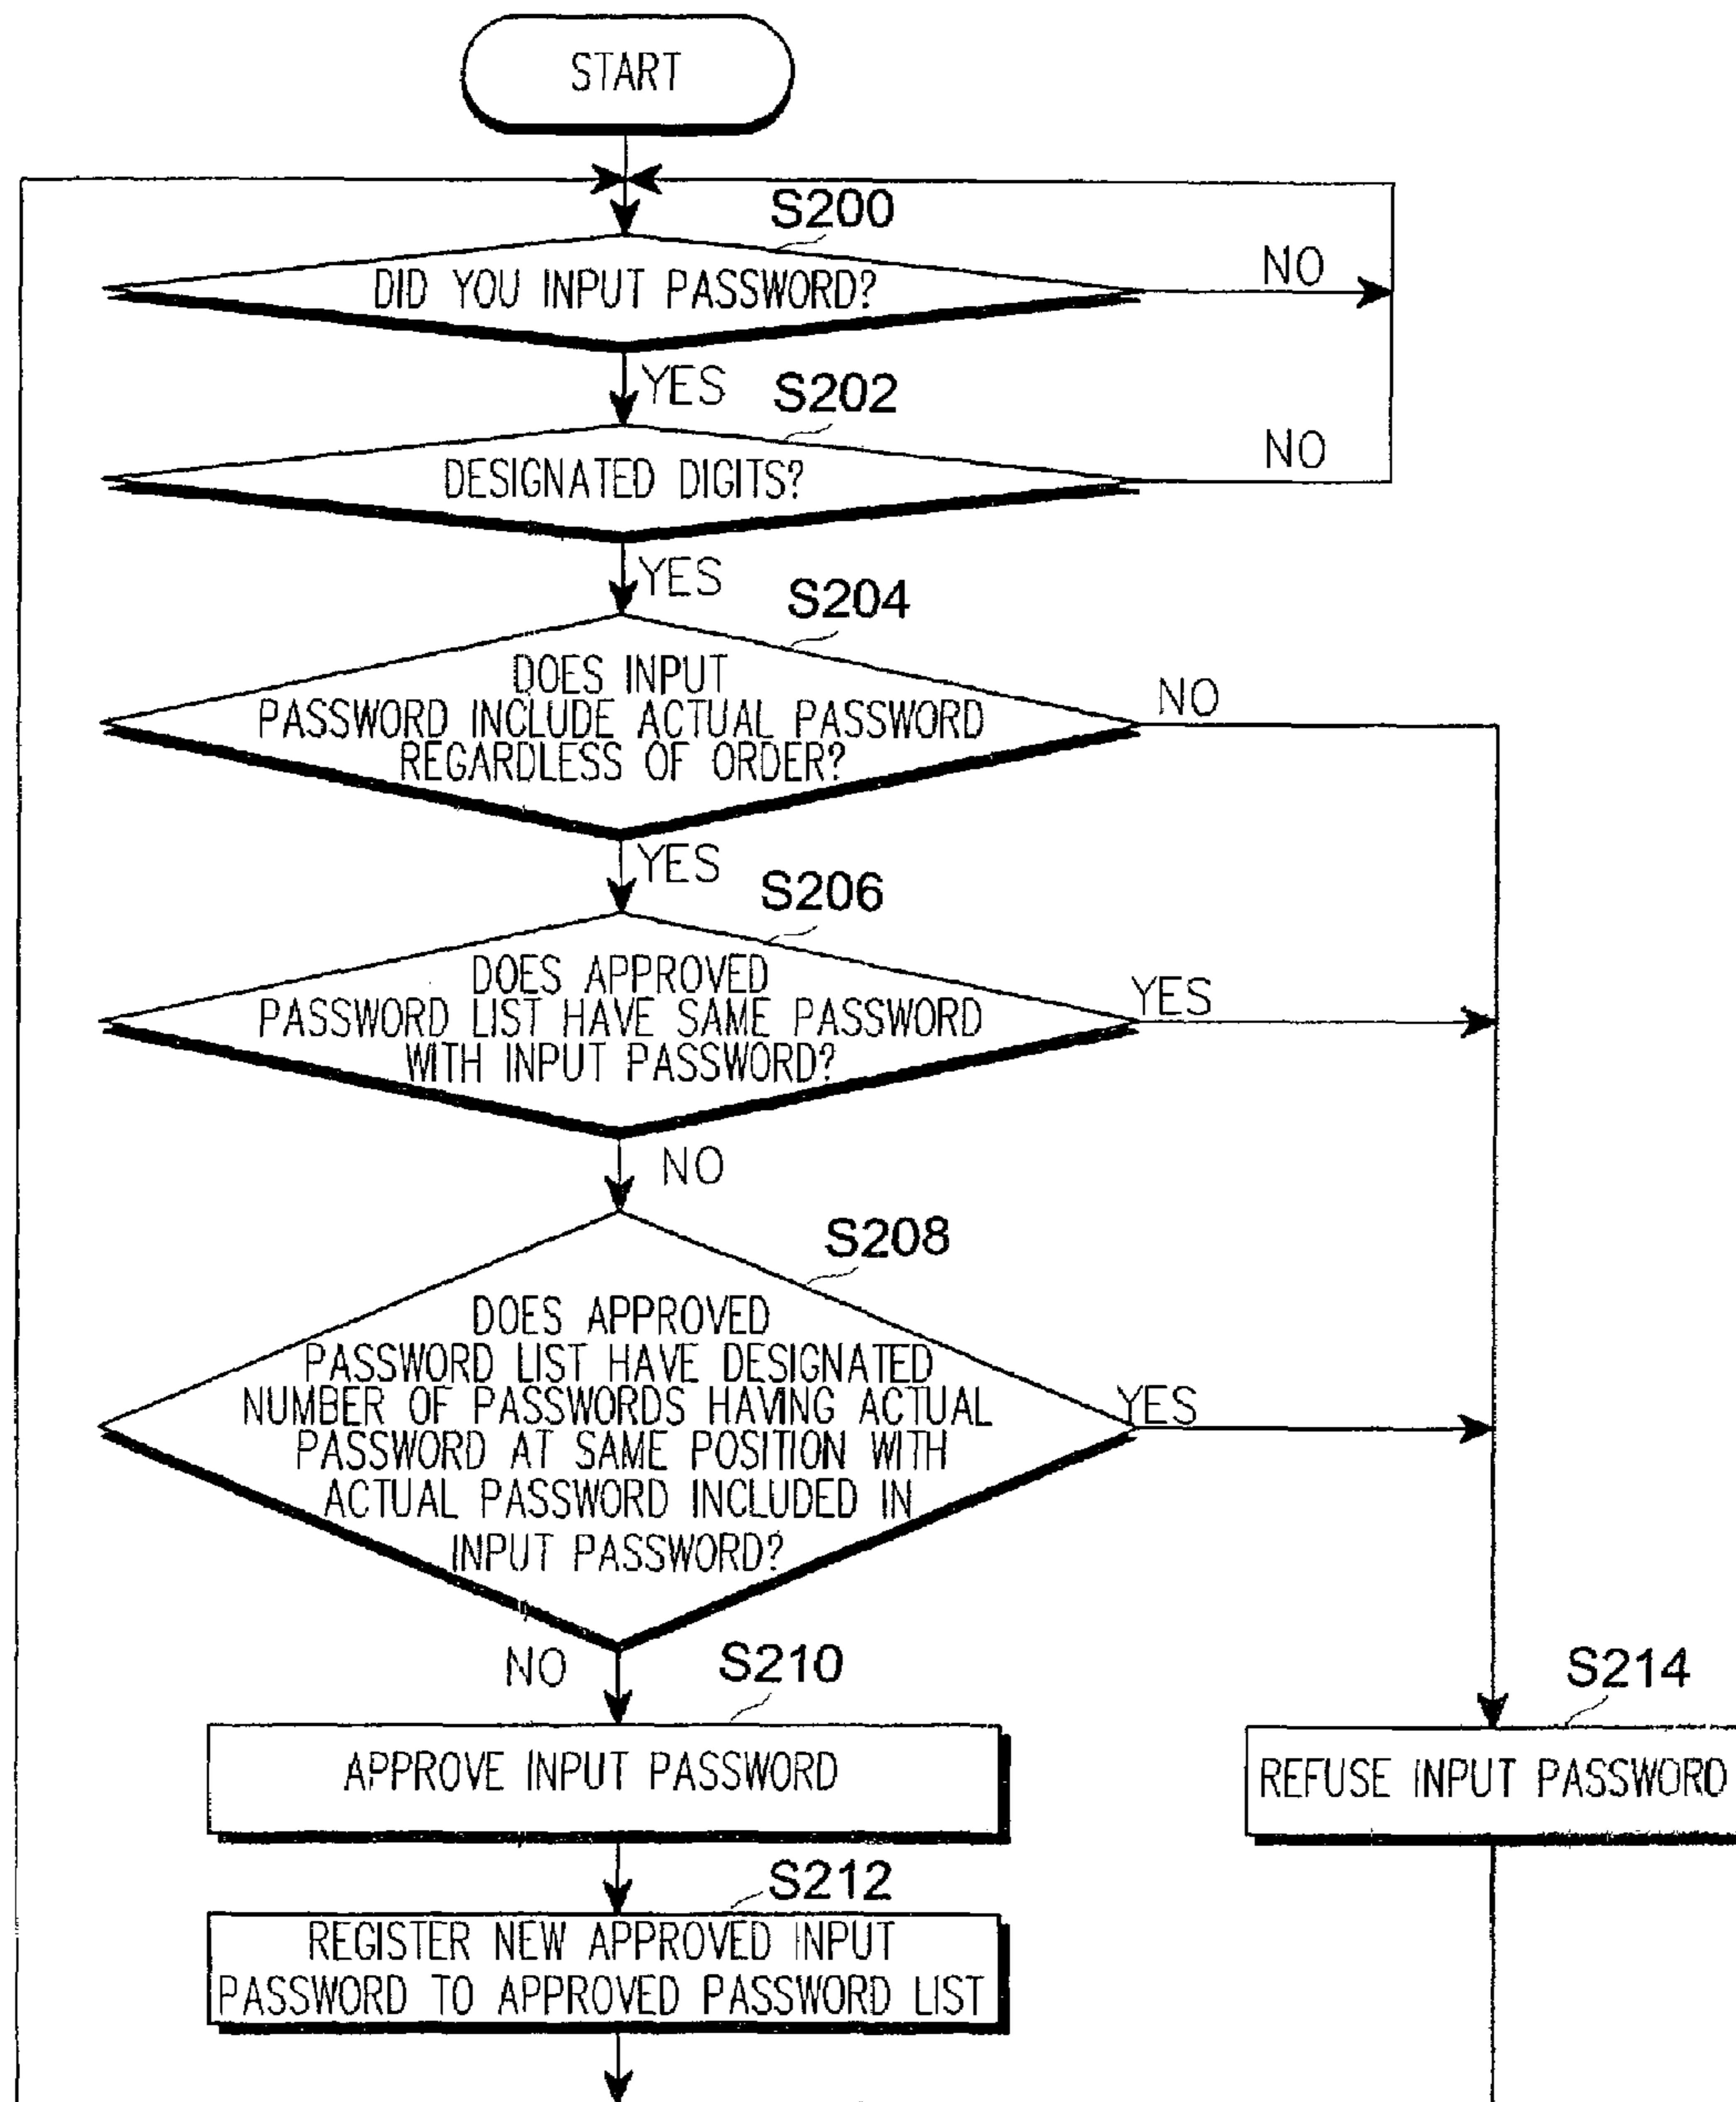 START
S200
DID YOU INPUT PASSWORD?
NO
YES
S202
DESIGNATED DIGITS?
NO
YES
S204
DOES INPUT
PASSWORD INCLUDE ACTUAL PASSWORD
REGARDLESS OF ORDER?
NO
YES
S206
DOES APPROVED
PASSWORD LIST HAVE SAME PASSWORD
WITH INPUT PASSWORD?
YES
NO
S208
DOES APPROVED
PASSWORD LIST HAVE DESIGNATED
NUMBER OF PASSWORDS HAVING ACTUAL
PASSWORD AT SAME POSITION WITH
ACTUAL PASSWORD INCLUDED IN
INPUT PASSWORD?
YES
NO
S210
APPROVE INPUT PASSWORD
S214
REFUSE INPUT PASSWORD
S212
REGISTER NEW APPROVED INPUT
PASSWORD TO APPROVED PASSWORD LIST